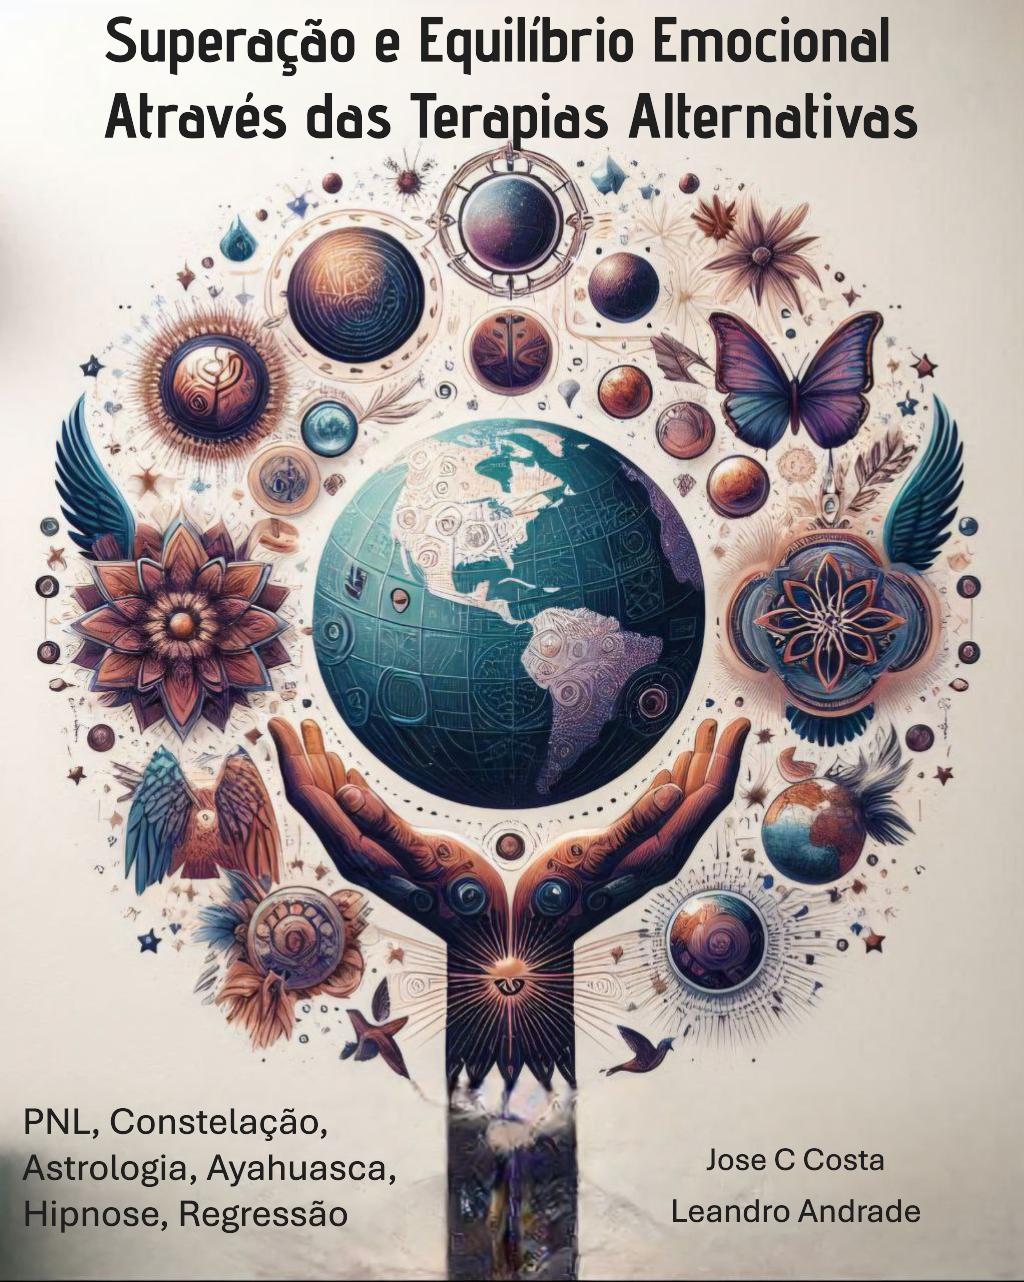 Superação e Equilíbrio Emocional
Através das Terapias Alternativas
PNL, Constelação,
Astrologia, Ayahuasca,
Hipnose, Regressão
Jose C Costa
Leandro Andrade